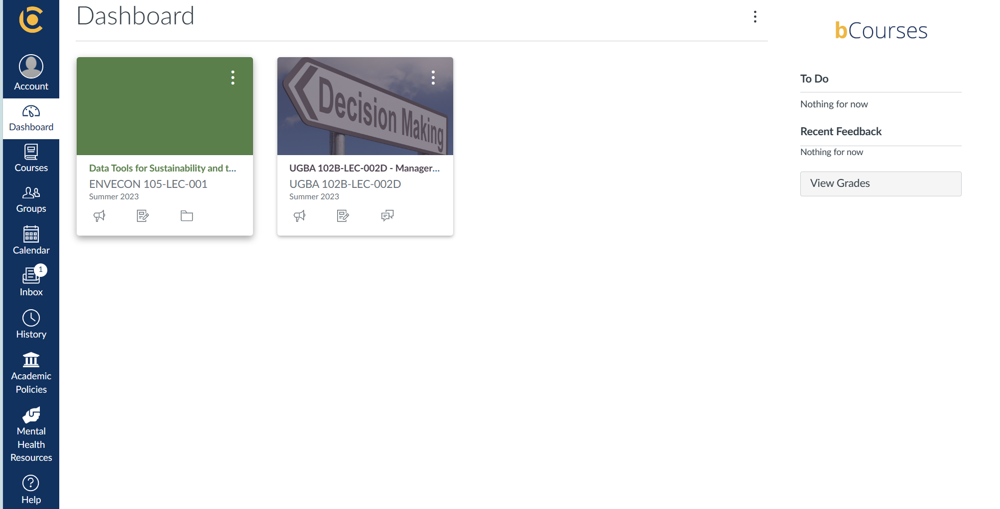 Account
Dashboard
Courses
Groups
Calendar
1
Inbox
History
Academic
Policies
Mental
Health
Resources
Help
Dashboard
Data Tools for Sustainability and t...
ENVECON 105-LEC-001
Summer 2023
Decision Making
UGBA 102B-LEC-002D - Manager...
UGBA 102B-LEC-002D
Summer 2023
bCourses
To Do
Nothing for now
Recent Feedback
Nothing for now
View Grades